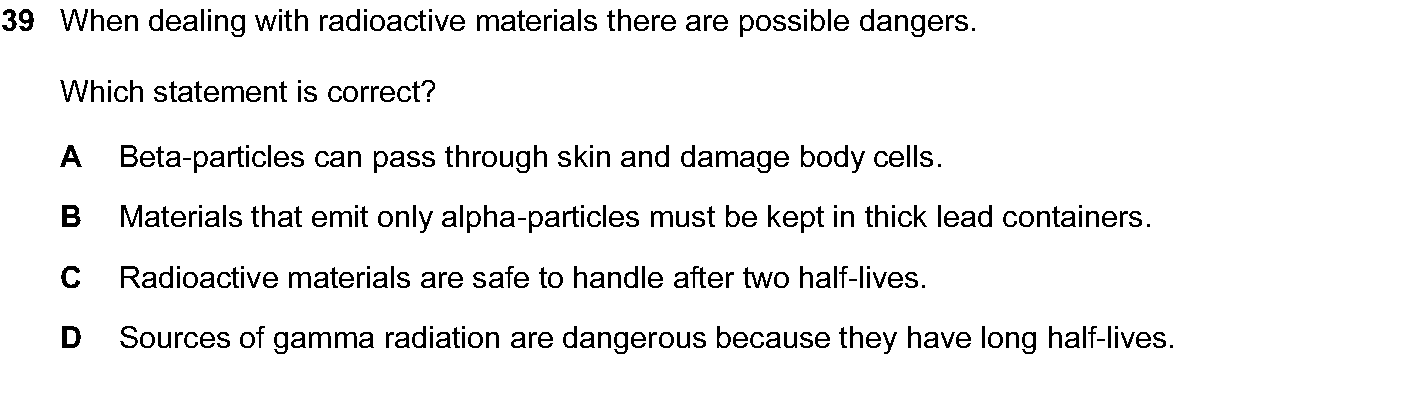 39 When dealing with radioactive materials there are possible dangers.
Which statement is correct?
A Beta-particles can pass through skin and damage body cells.
B Materials that emit only alpha-particles must be kept in thick lead containers.
C Radioactive materials are safe to handle after two half-lives.
D Sources of gamma radiation are dangerous because they have long half-lives.